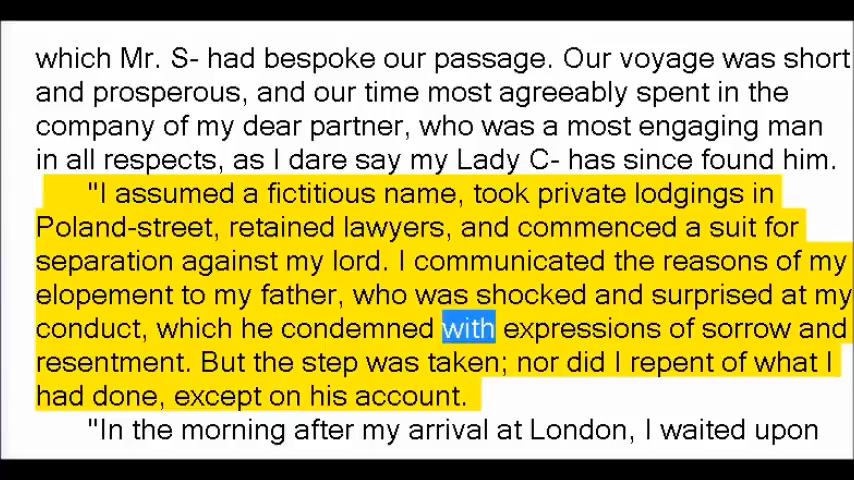 which Mr. S- had bespoke our passage. Our voyage was short
and prosperous, and our time most agreeably spent in the
company of my dear partner, who was a most engaging man
in all respects, as I dare say my Lady C- has since found him.
"I assumed a fictitious name, took private lodgings in
Poland-street, retained lawyers, and commenced a suit for
separation against my lord. I communicated the reasons of my
elopement to my father, who was shocked and surprised at my
conduct, which he condemned with expressions of sorrow and
resentment. But the step was taken; nor did I repent of what I
had done, except on his account.
"In the morning after my arrival at London, I waited upon